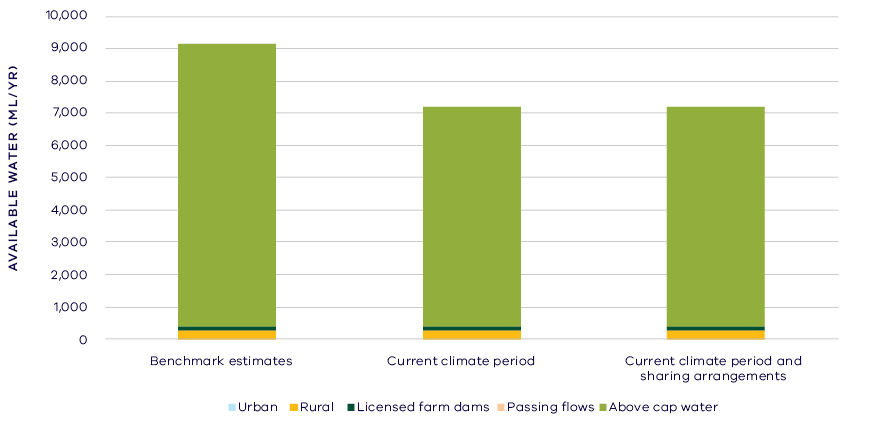 10,000
9,000
8,000
7,000
6,000
5,000
4,000
3,000
2,000
1,000
0
AVAILABLE WATER (ML/YR)
Benchmark estimates
Current climate period
Current climate period and
sharing arrangements
Urban
Rural
Licensed farm dams
Passing flows
Above cap water